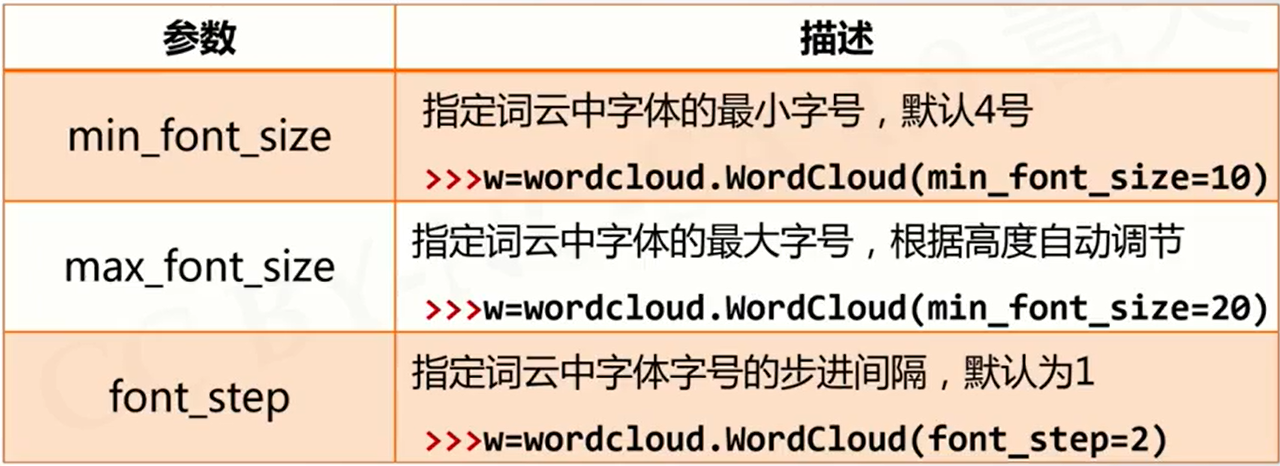 参数 描述
min_font_size
指定词云中字体的最小字号，默认4号
>>>w=wordcloud.WordCloud(min_font_size=10)
max_font_size
指定词云中字体的最大字号，根据高度自动调节
>>>w=wordcloud.WordCloud(min_font_size=20)
font_step
指定词云中字体字号的步进间隔，默认为1
>>>w=wordcloud.WordCloud(font_step=2)